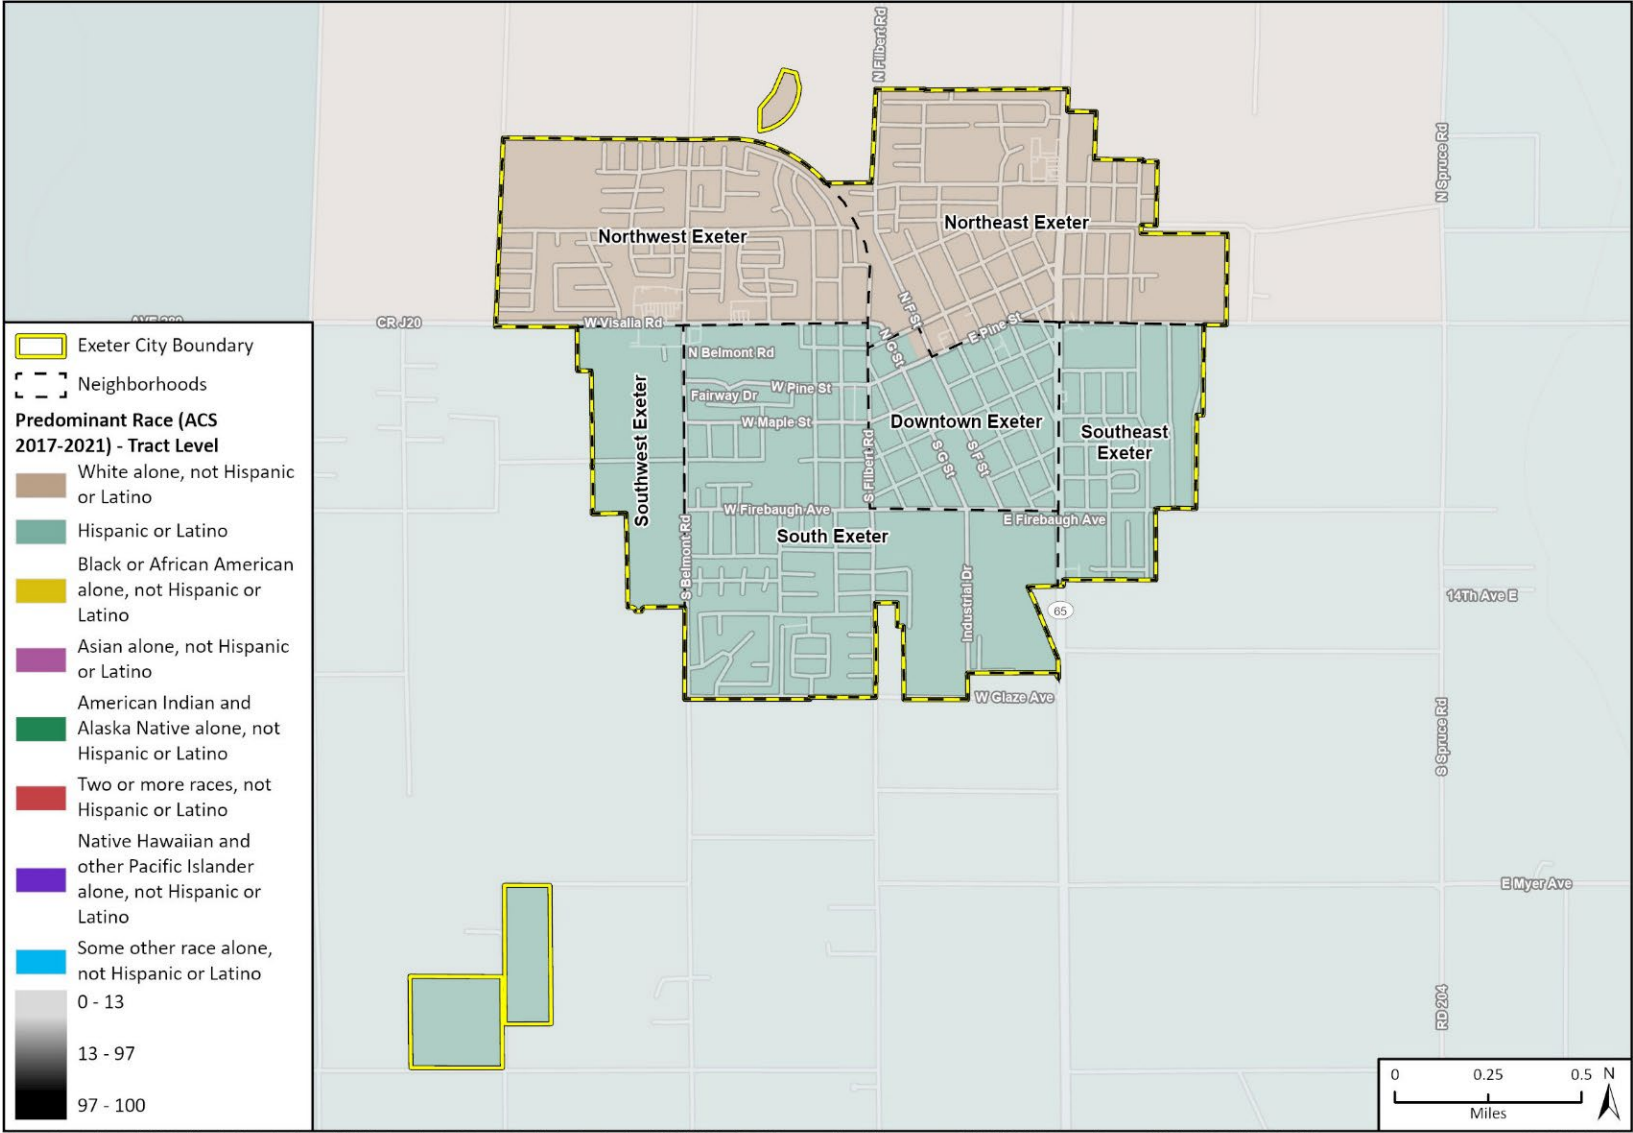 N Filbert Rd
N Spruce Rd
Northeast Exeter
Northwest Exeter
N F St
AVE 280
CR J20
W Visalia Rd
E Pine St
N G St
N Belmont Rd
W Pine St
Fairway Dr
W Maple St
Downtown Exeter
Southeast
Exeter
Southwest Exeter
S Filbert Rd
S G St
S F St
W Firebaugh Ave
E Firebaugh Ave
South Exeter
S Belmont Rd
Industrial Dr
65
14Th Ave E
W Glaze Ave
S Spruce Rd
E Myer Ave
RD 204
Exeter City Boundary
Neighborhoods
Predominant Race (ACS
2017-2021) - Tract Level
White alone, not Hispanic
or Latino
Hispanic or Latino
Black or African American
alone, not Hispanic or
Latino
Asian alone, not Hispanic
or Latino
American Indian and
Alaska Native alone, not
Hispanic or Latino
Two or more races, not
Hispanic or Latino
Native Hawaiian and
other Pacific Islander
alone, not Hispanic or
Latino
Some other race alone,
not Hispanic or Latino
0 - 13
13 - 97
97 - 100
0 0.25 0.5 N
Miles